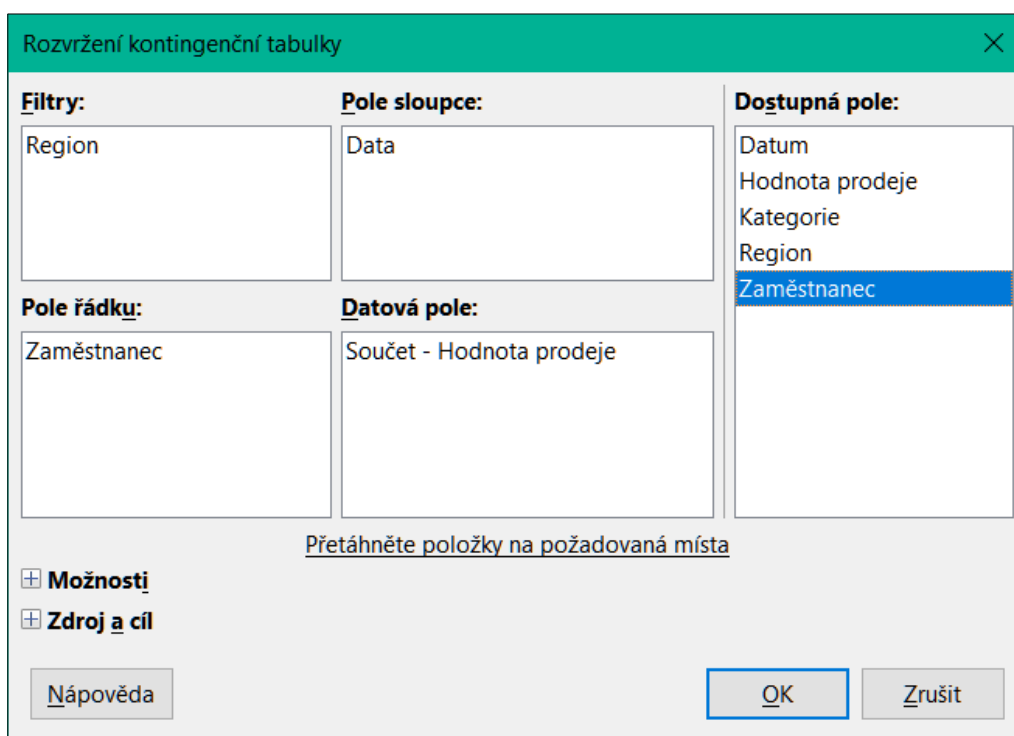 Rozvržení kontingenční tabulky
Filtry:
Region
Pole sloupce:
Data
Dostupná pole:
Datum
Hodnota prodeje
Kategorie
Region
Zaměstnanec
Pole řádku:
Zaměstnanec
Datová pole:
Součet - Hodnota prodeje
Přetáhněte položky na požadovaná místa
Možnosti
Zdroj a cíl
Nápověda
OK
Zrušit